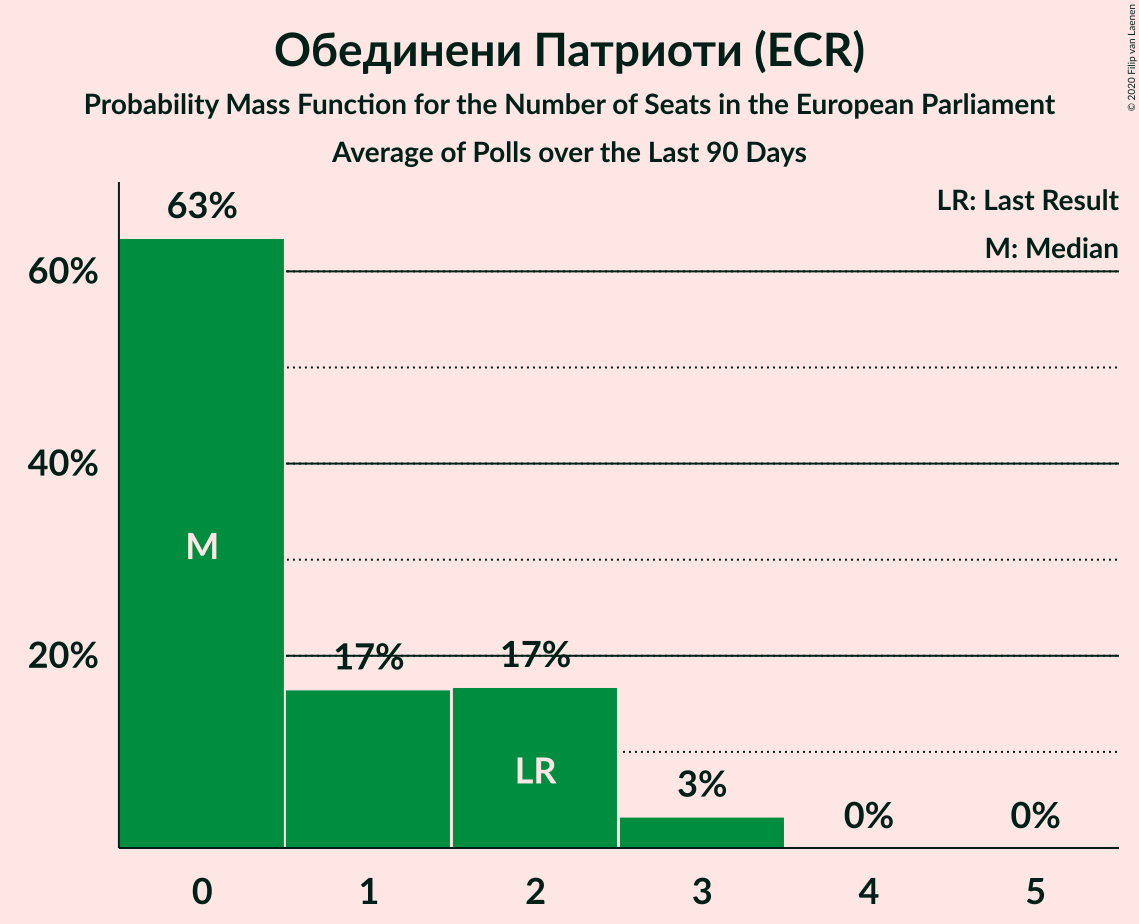 Обединени Патриоти (ECR)
Probability Mass Function for the Number of Seats in the European Parliament
Average of Polls over the Last 90 Days
© 2020 Filip van Laenen
LR: Last Result
M: Median
63%
60%
40%
20%
M
17%
17%
LR
3%
0%
0%
0 1 2 3 4 5